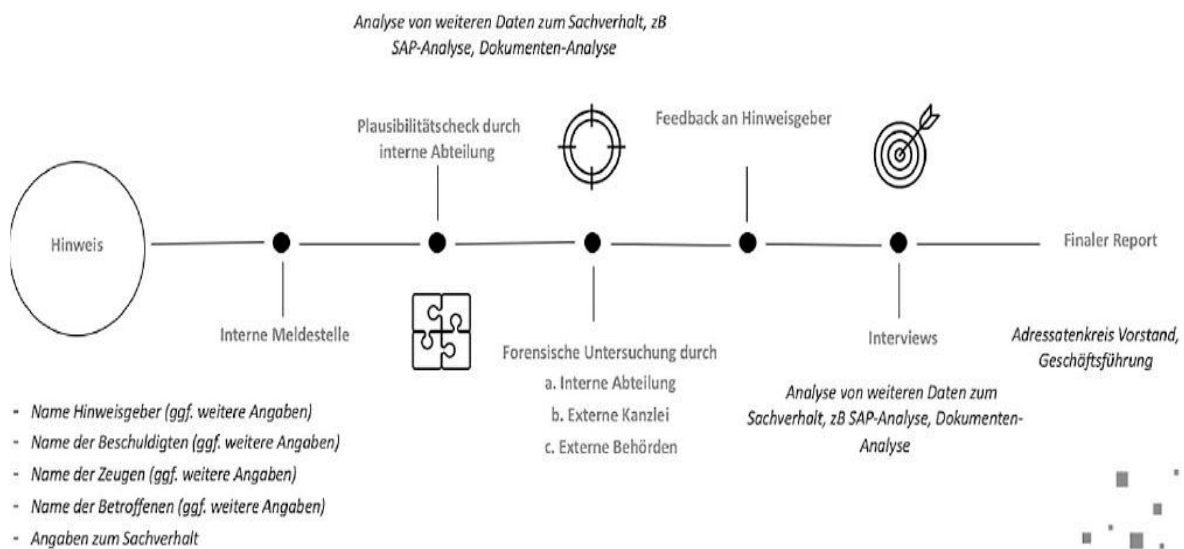 Analyse von weiteren Daten zum Sachverhalt, zB
SAP-Analyse, Dokumenten-Analyse
Plausibilitätscheck durch
interne Abteilung
Feedback an Hinweisgeber
Hinweis
Finaler Report
Interne Meldestelle
Forensische Untersuchung durch
a. Interne Abteilung
b. Externe Kanzlei
c. Externe Behörden
Interviews
Analyse von weiteren Daten zum
Sachverhalt, zB SAP-Analyse, Dokumenten-
Analyse
Adressatenkreis Vorstand,
Geschäftsführung
- Name Hinweisgeber (ggf. weitere Angaben)
- Name der Beschuldigten (ggf. weitere Angaben)
- Name der Zeugen (ggf. weitere Angaben)
- Name der Betroffenen (ggf. weitere Angaben)
- Angaben zum Sachverhalt